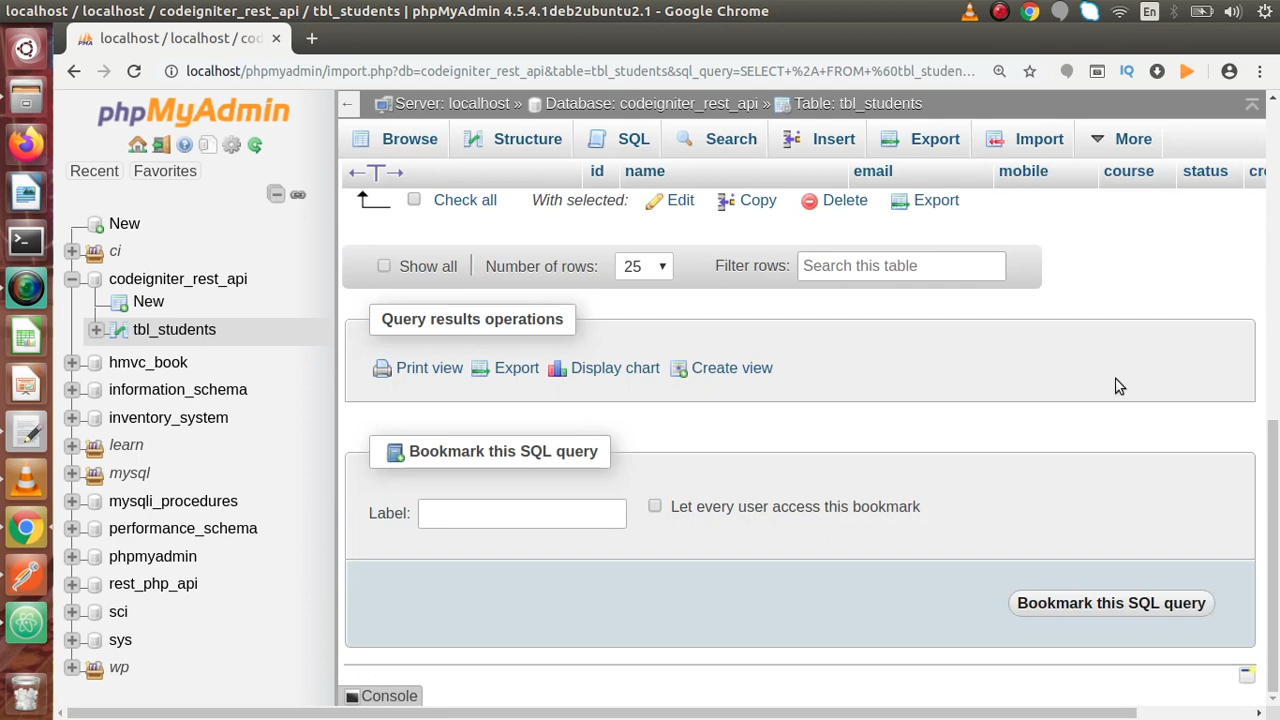 localhost / localhost / codeigniter_rest_api / tbl_students | phpMyAdmin 4.5.4.1deb2ubuntu2.1 - Google Chrome
En
localhost / localhost / cod
localhost/phpmyadmin/import.php?db=codeigniter_rest_api&table=tbl_students&sql_query=SELECT+%2A+FROM+%60tbl_studen...
IQ
phpMyAdmin
Recent Favorites
New
ci
codeigniter_rest_api
New
tbl_students
hmvc_book
information_schema
inventory_system
learn
mysql
mysqli_procedures
performance_schema
phpmyadmin
rest_php_api
sci
sys
wp
Server: localhost » Database: codeigniter_rest_api » Table: tbl_students
Browse Structure SQL Search Insert Export Import More
id name email mobile course status cr
Check all With selected: Edit Copy Delete Export
Show all Number of rows: 25 Filter rows: Search this table
Query results operations
Print view Export Display chart Create view
Bookmark this SQL query
Label: Let every user access this bookmark
Bookmark this SQL query
Console